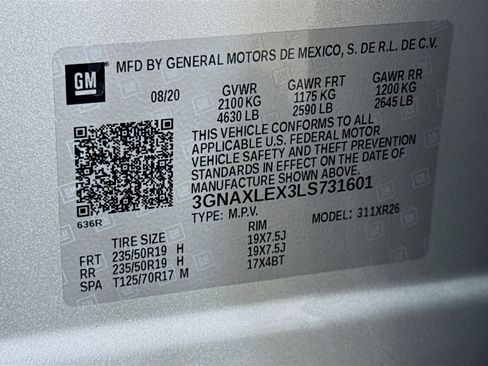 GM MFD BY GENERAL MOTORS DE MEXICO, S. DE R.L. DE C.V.
08/20 GVWR GAWR FRT GAWR RR
2100 KG 1175 KG 1200 KG
4630 LB 2590 LB 2645 LB
THIS VEHICLE CONFORMS TO ALL
APPLICABLE U.S. FEDERAL MOTOR
VEHICLE SAFETY AND THEFT PREVENTION
STANDARDS IN EFFECT ON THE DATE OF
MANUFACTURE SHOWN ABOVE.
3GNAXLEX3LS731601
TYPE: M.P.V. MODEL: 311XR26
636R
TIRE SIZE RIM
FRT 235/50R19 H 19X7.5J
RR 235/50R19 H 19X7.5J
SPA T125/70R17 M 17X4BT